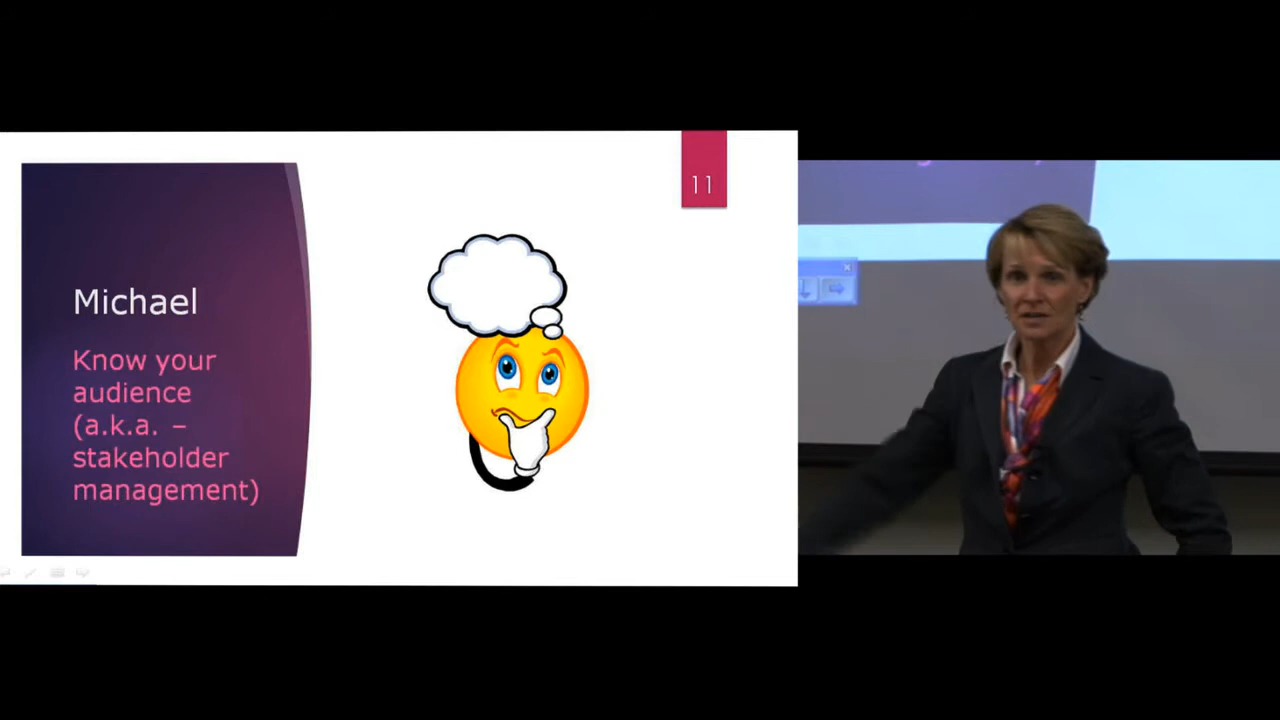 11
Michael
Know your
audience
(a.k.a. –
stakeholder
management)